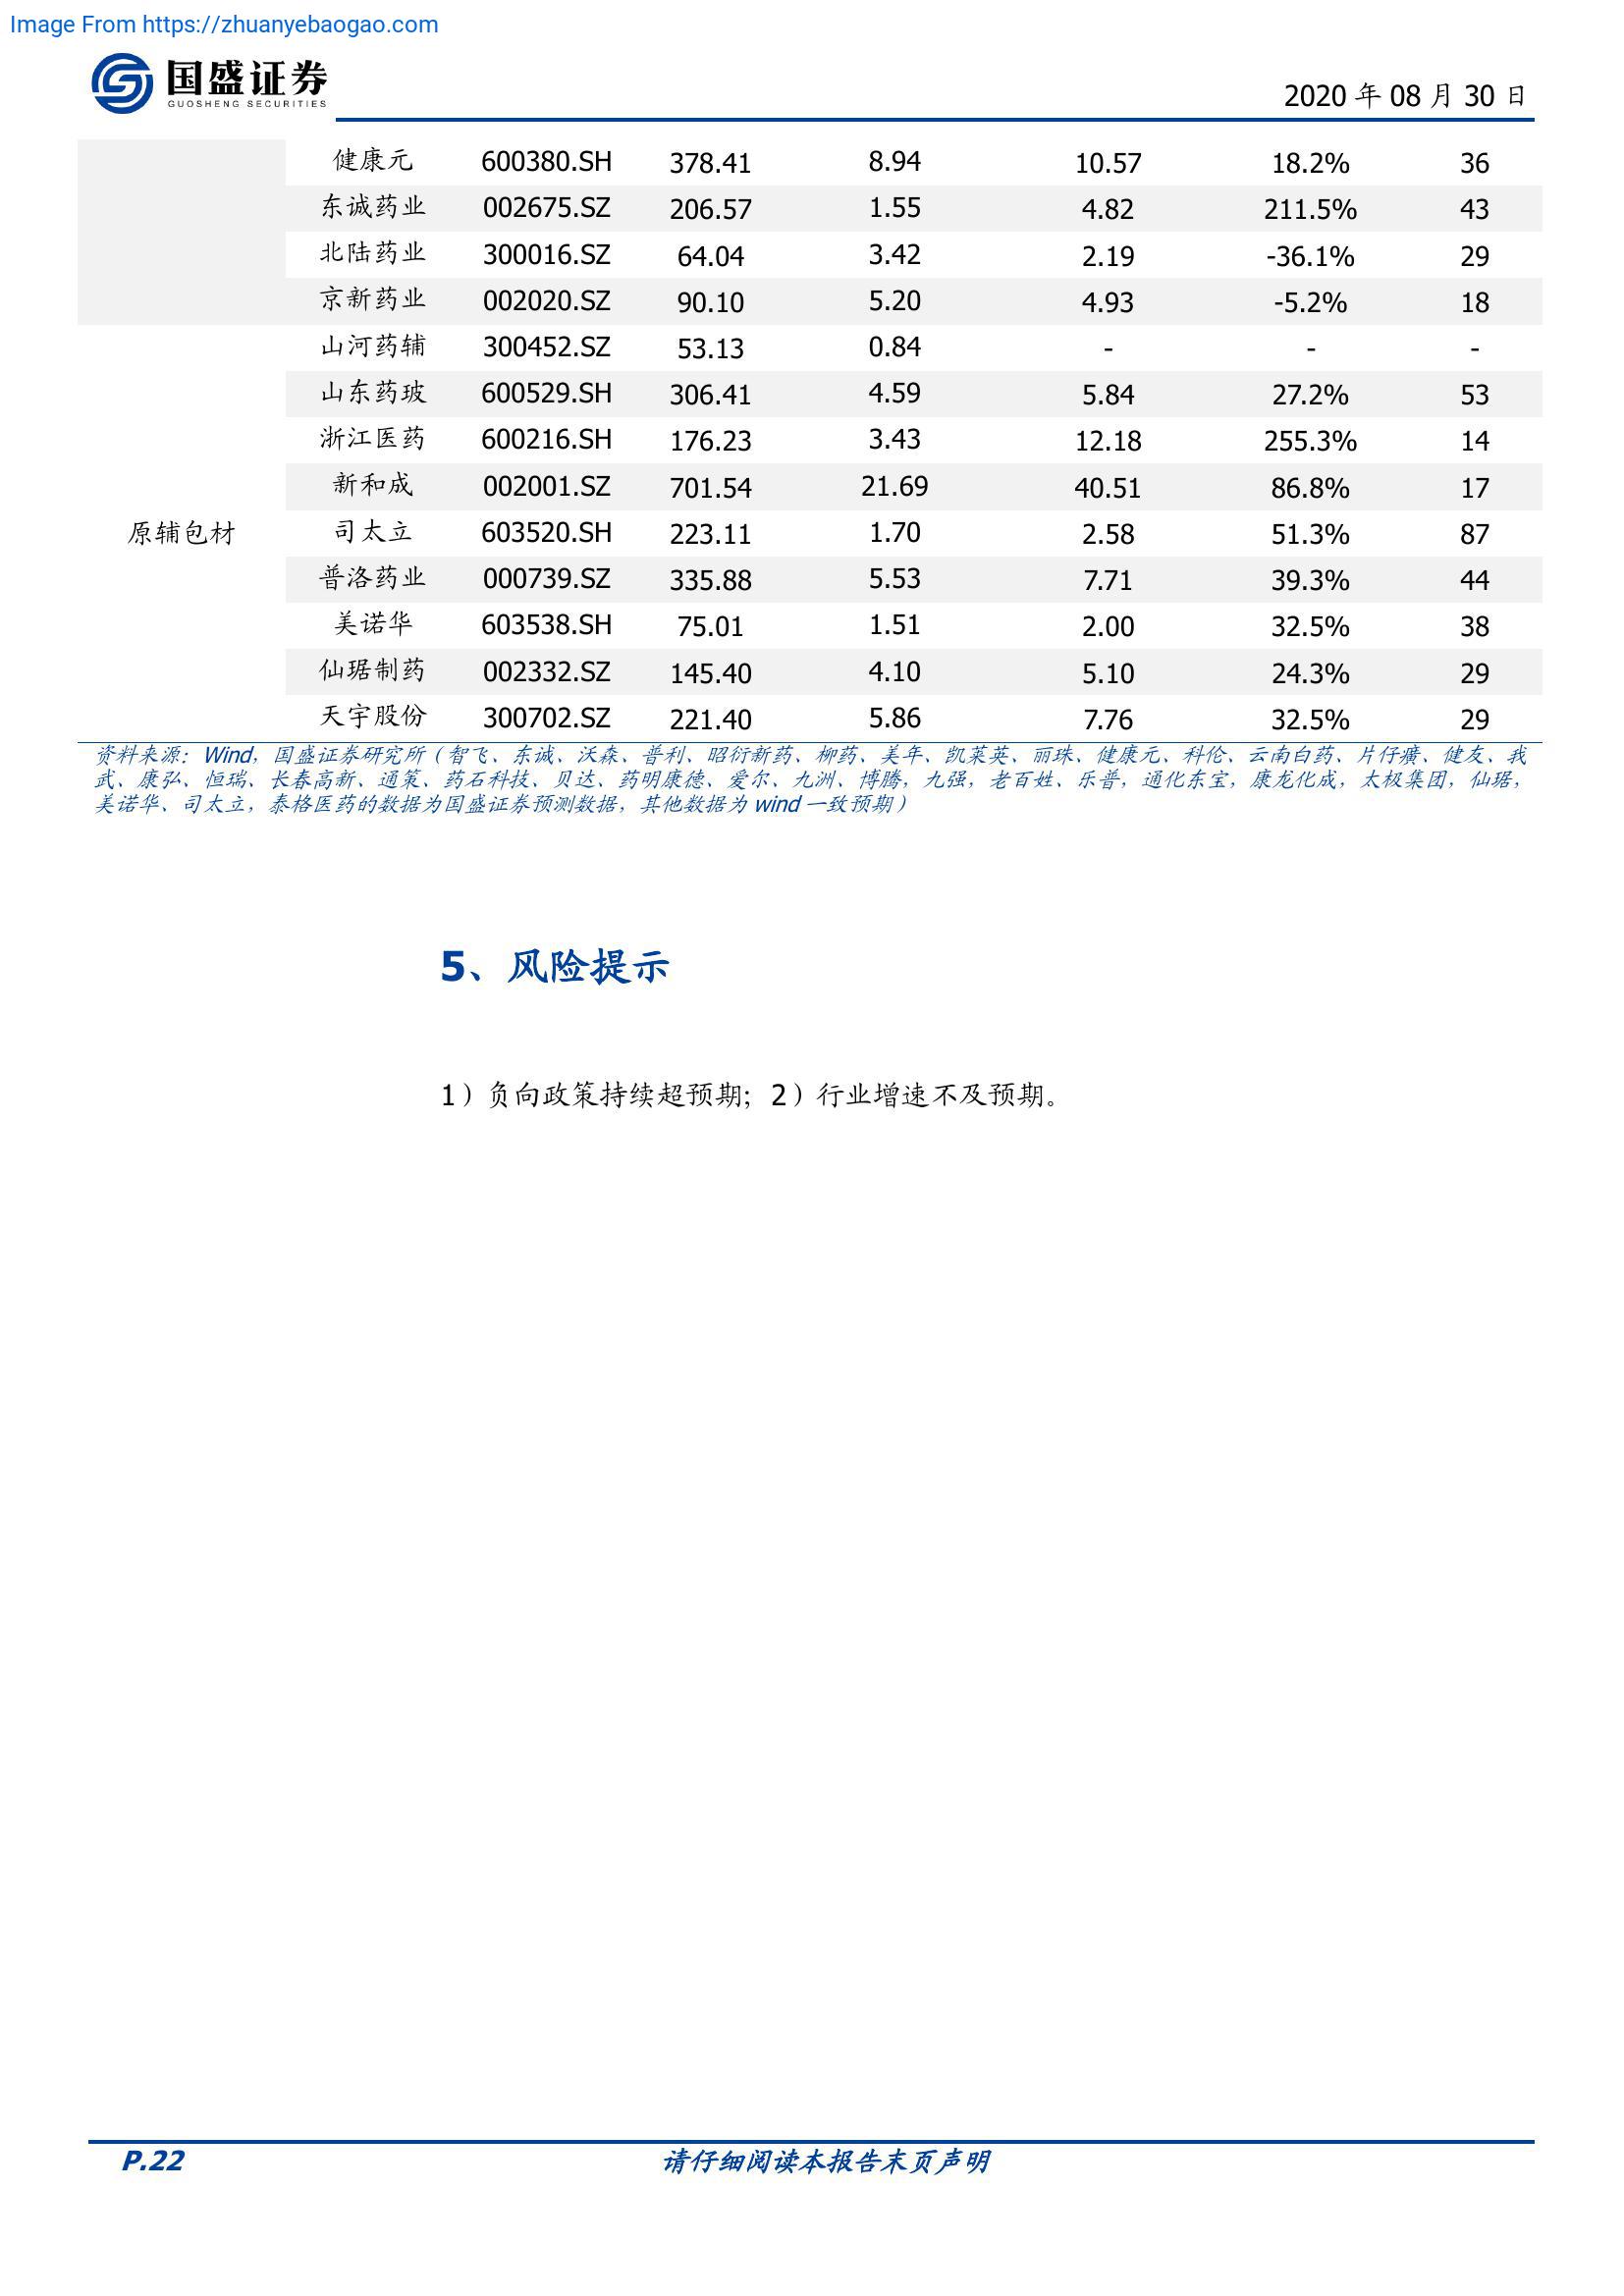 Image From https://zhuanyebaogao.com
国盛证券
GUOSHENG SECURITIES
2020 年 08 月 30 日
健康元 600380.SH 378.41 8.94 10.57 18.2% 36
东诚药业 002675.SZ 206.57 1.55 4.82 211.5% 43
北陆药业 300016.SZ 64.04 3.42 2.19 -36.1% 29
京新药业 002020.SZ 90.10 5.20 4.93 -5.2% 18
山河药辅 300452.SZ 53.13 0.84 - - -
山东药玻 600529.SH 306.41 4.59 5.84 27.2% 53
浙江医药 600216.SH 176.23 3.43 12.18 255.3% 14
新和成 002001.SZ 701.54 21.69 40.51 86.8% 17
原辅包材 司太立 603520.SH 223.11 1.70 2.58 51.3% 87
普洛药业 000739.SZ 335.88 5.53 7.71 39.3% 44
美诺华 603538.SH 75.01 1.51 2.00 32.5% 38
仙琚制药 002332.SZ 145.40 4.10 5.10 24.3% 29
天宇股份 300702.SZ 221.40 5.86 7.76 32.5% 29
资料来源：Wind，国盛证券研究所（智飞、东诚、沃森、普利、昭衍新药、柳药、美年、凯莱英、丽珠、健康元、科伦、云南白药、片仔癀、健友、我
武、康弘、恒瑞、长春高新、通策、药石科技、贝达、药明康德、爱尔、九洲、博腾，九强，老百姓、乐普，通化东宝，康龙化成，太极集团，仙琚，
美诺华、司太立，泰格医药的数据为国盛证券预测数据，其他数据为 wind 一致预期）
5、风险提示
1）负向政策持续超预期；2）行业增速不及预期。
P.22 请仔细阅读本报告末页声明